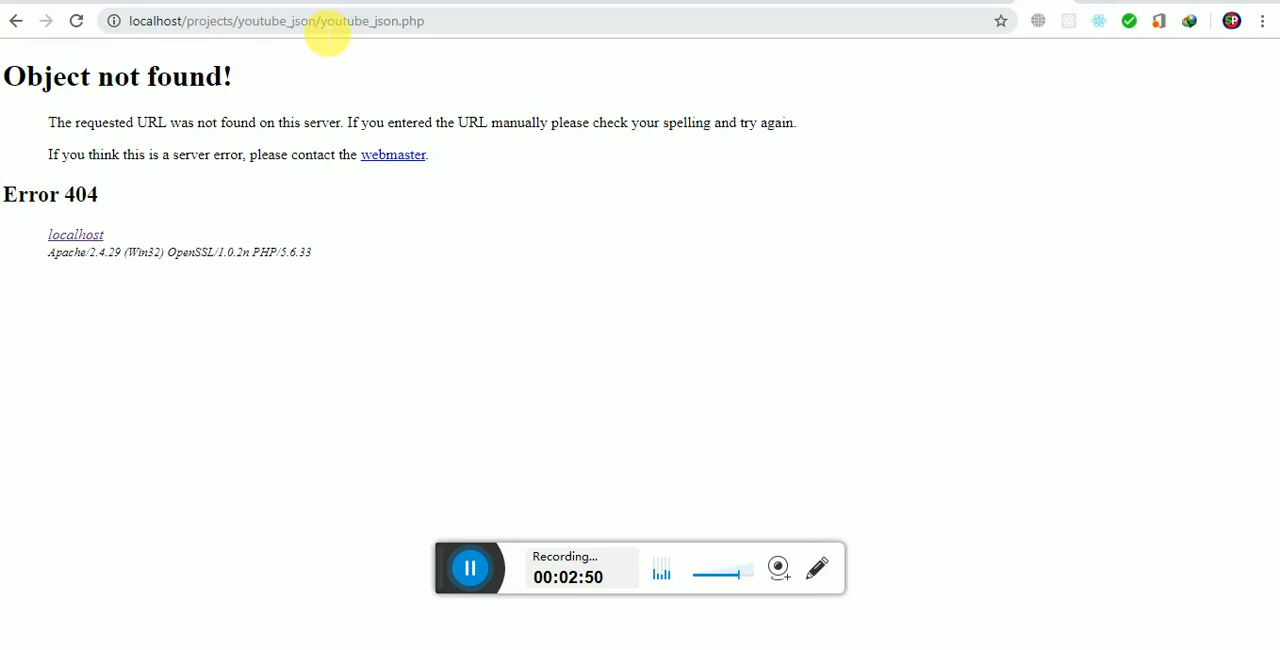 localhost/projects/youtube_json/youtube_json.php
SP
Object not found!
The requested URL was not found on this server. If you entered the URL manually please check your spelling and try again.
If you think this is a server error, please contact the webmaster.
Error 404
localhost
Apache/2.4.29 (Win32) OpenSSL/1.0.2n PHP/5.6.33
Recording...
00:02:50